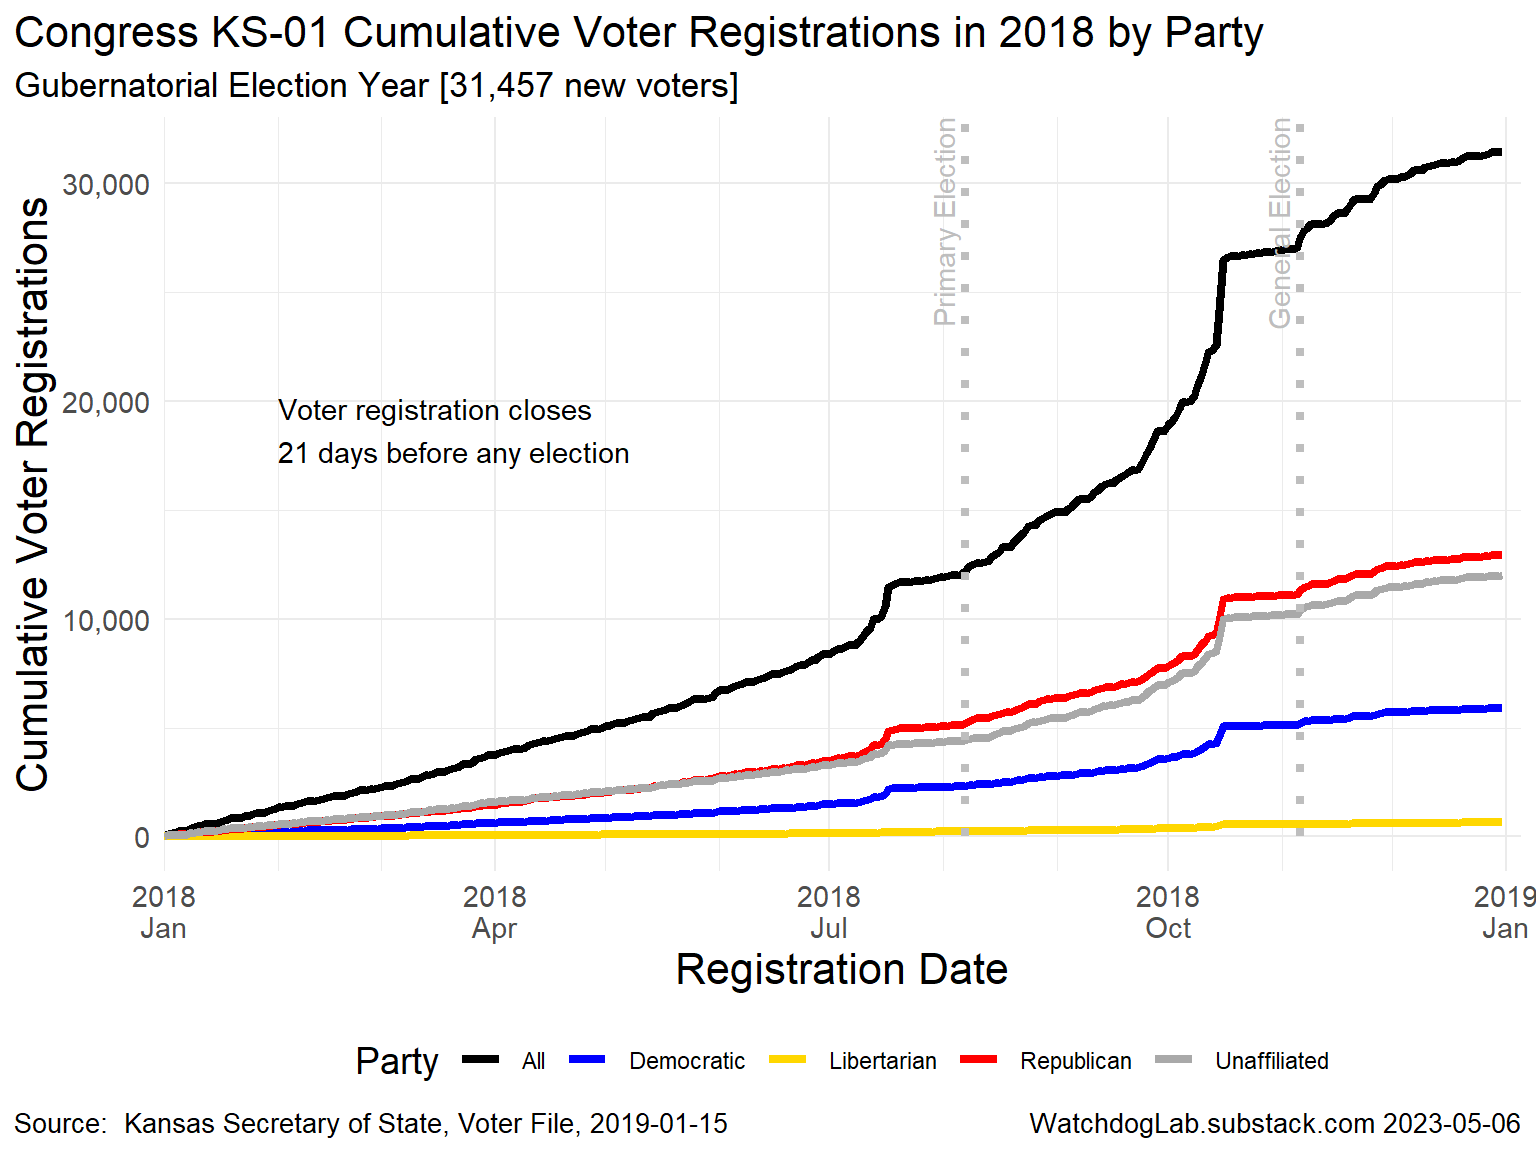 Congress KS-01 Cumulative Voter Registrations in 2018 by Party
Gubernatorial Election Year [31,457 new voters]
Cumulative Voter Registrations
30,000
20,000
10,000
0
Primary Election
General Election
Voter registration closes
21 days before any election
2018
Jan
2018
Apr
2018
Jul
2018
Oct
2019
Jan
Registration Date
Party
All
Democratic
Libertarian
Republican
Unaffiliated
Source:  Kansas Secretary of State, Voter File, 2019-01-15
WatchdogLab.substack.com 2023-05-06